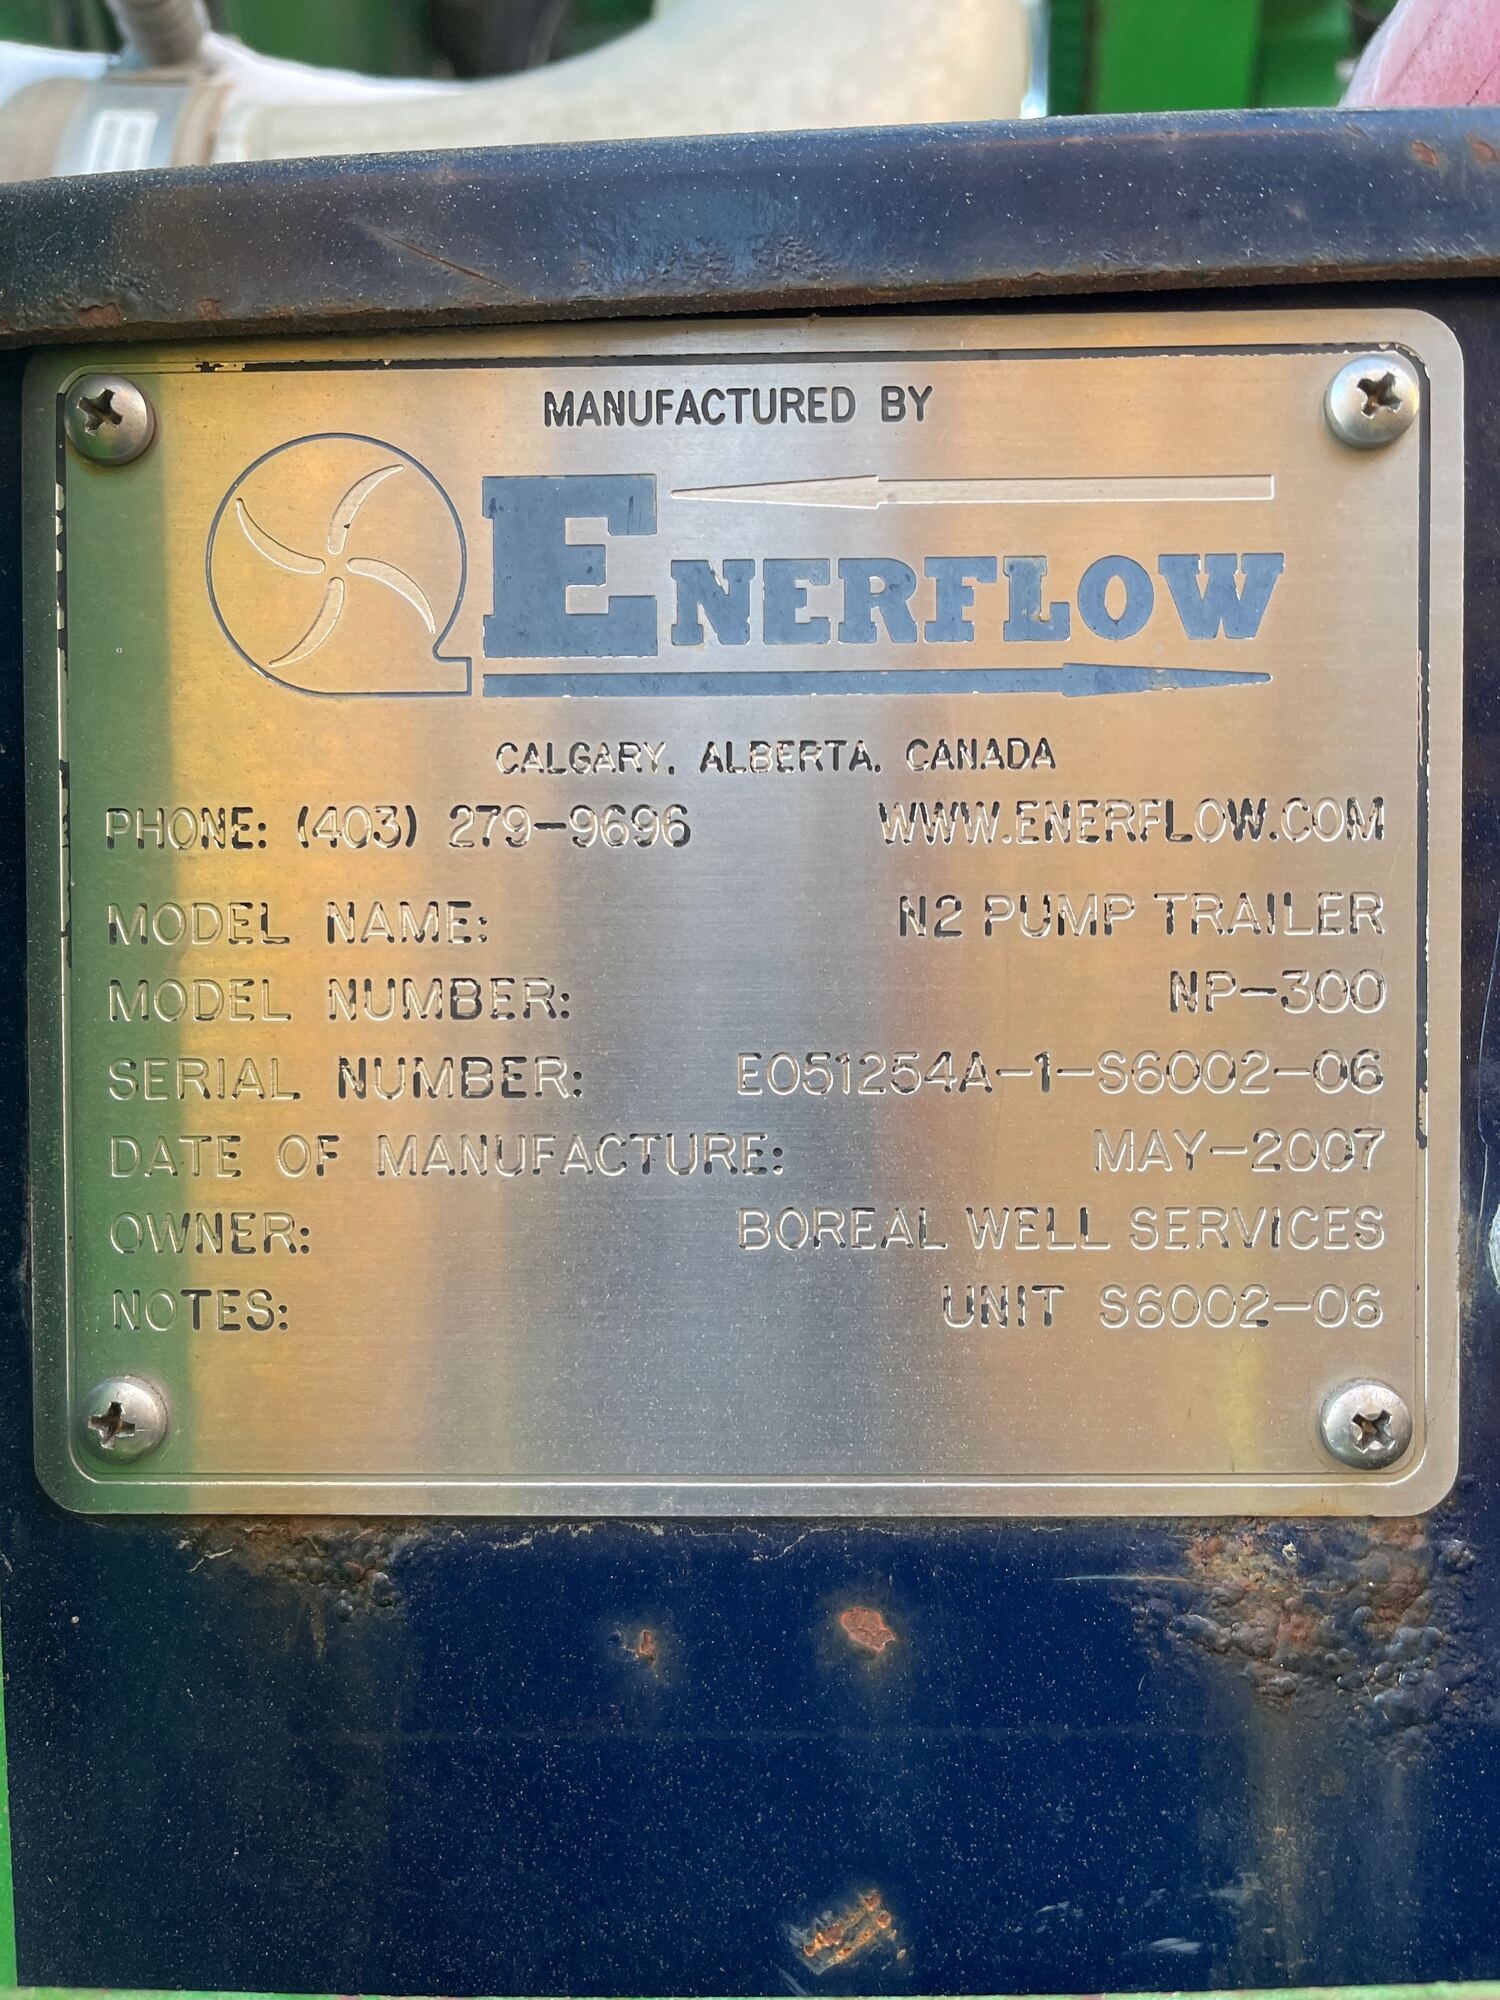 MANUFACTURED BY
ENERFLOW
CALGARY, ALBERTA, CANADA
PHONE: (403) 279-9696 WWW.ENERFLOW.COM
MODEL NAME: N2 PUMP TRAILER
MODEL NUMBER: NP-300
SERIAL NUMBER: E051254A-1-S6002-06
DATE OF MANUFACTURE: MAY-2007
OWNER: BOREAL WELL SERVICES
NOTES: UNIT S6002-06